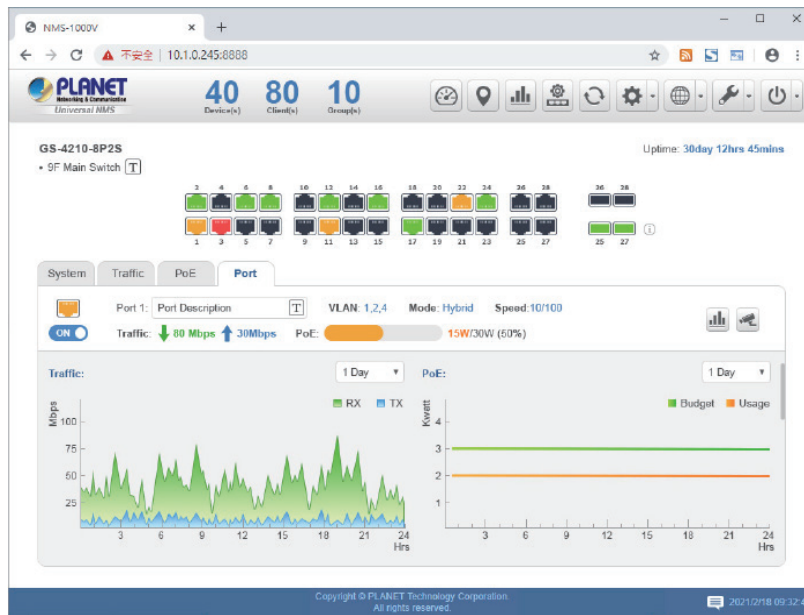 NMS-1000V
不安全 | 10.1.0.245:8888
PLANET
Networking & Communication
Universal NMS
40 80 10
Device(s) Client(s) Group(s)
GS-4210-8P2S
Uptime: 30day 12hrs 45mins
• 9F Main Switch T
2 4 6 8 10 12 14 16 18 20 22 24 26 28 26 28
1 3 5 7 9 11 13 15 17 19 21 23 25 27 25 27
System Traffic PoE Port
Port 1: Port Description T VLAN: 1,2,4 Mode: Hybrid Speed:10/100
ON Traffic: 80 Mbps 30Mbps PoE: 15W/30W (50%)
Traffic: 1 Day
RX TX
Mbps
100
75
50
25
3 6 9 12 15 18 21 24
Hrs
PoE: 1 Day
Budget Usage
Kwatt
4
3
2
1
3 6 9 12 15 18 21 24
Hrs
Copyright © PLANET Technology Corporation.
All rights reserved.
2021/2/18 09:32: